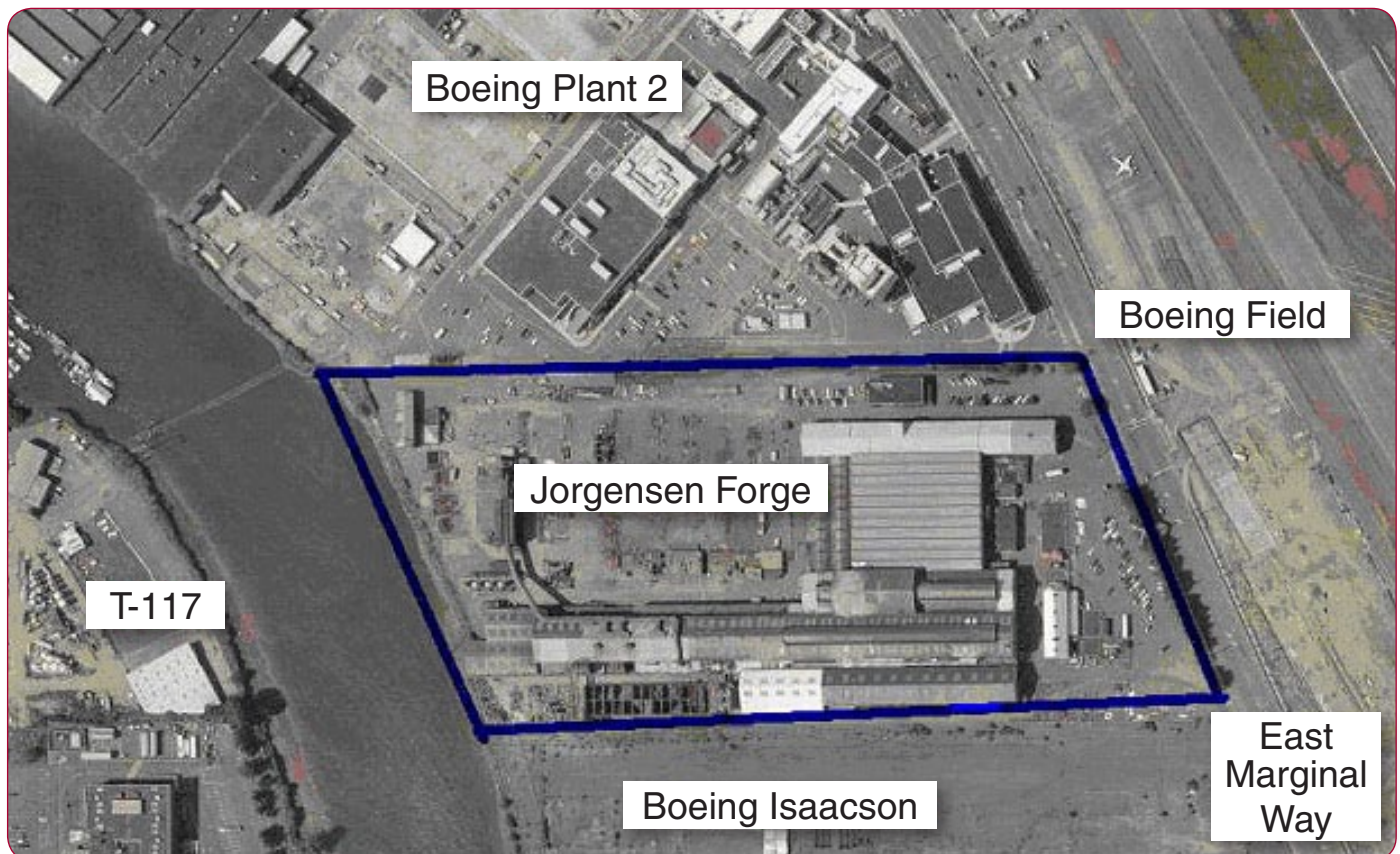 Boeing Plant 2
Boeing Field
Jorgensen Forge
T-117
East
Marginal
Way
Boeing Isaacson